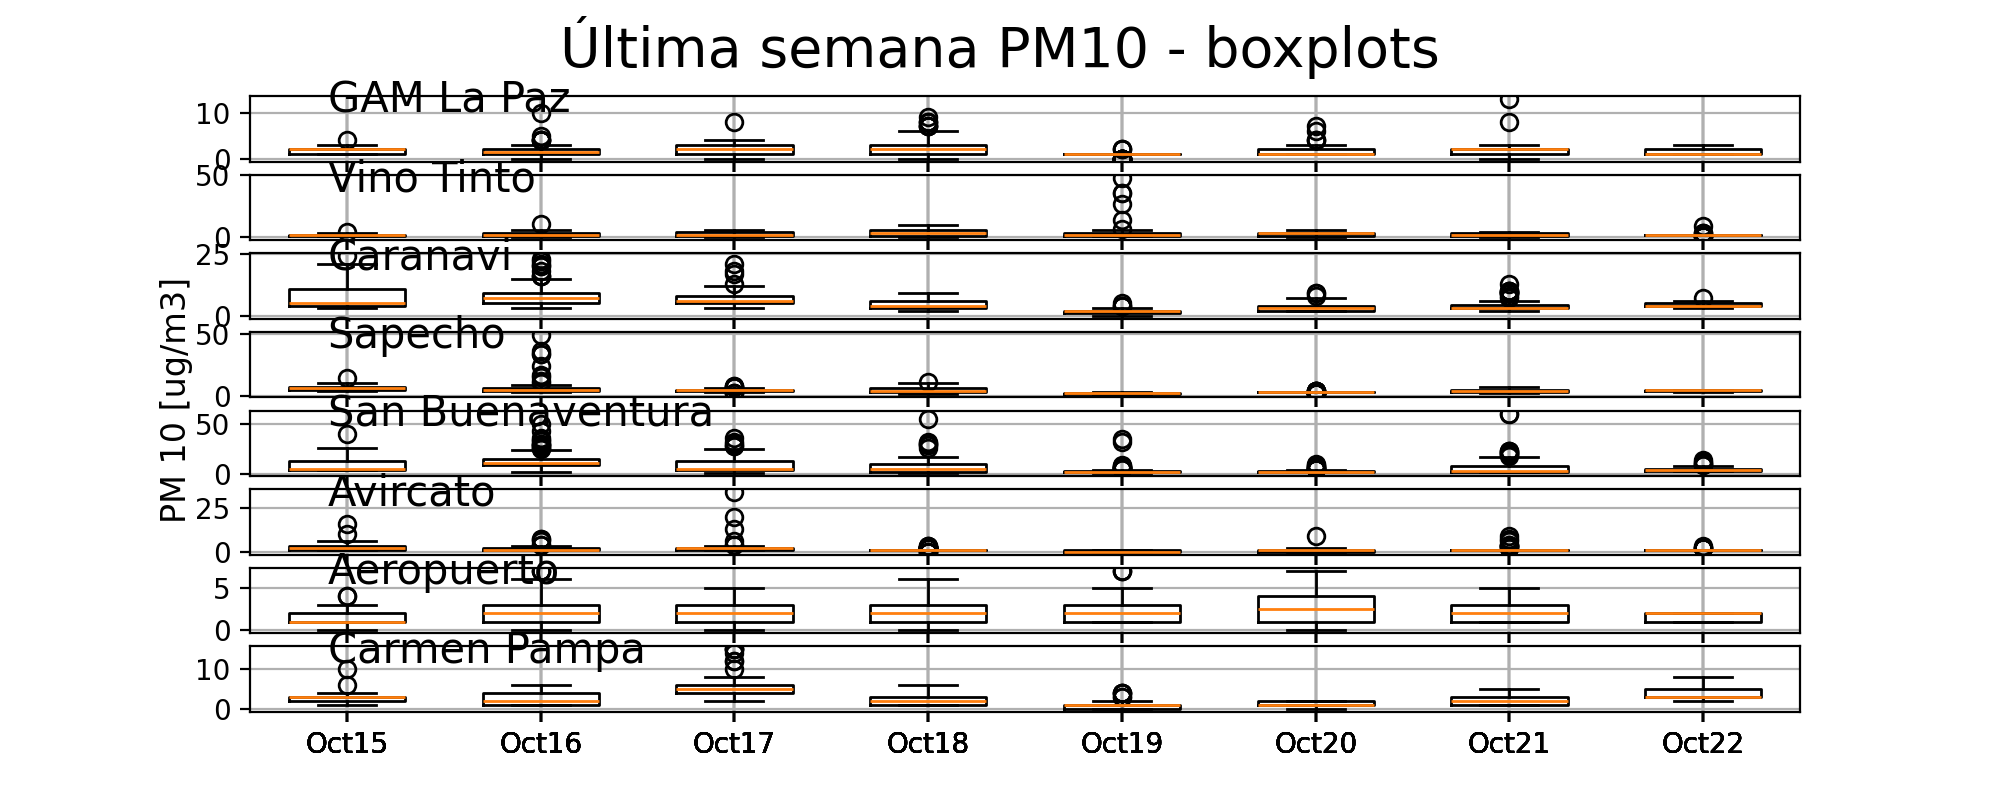 Última semana PM10 - boxplots
GAM La Paz
10
0
Vino Tinto
50
0
Caranavi
25
0
Sapecho
50
0
San Buenaventura
50
0
Avircato
25
0
Aeropuerto
5
0
Carmen Pampa
10
0
PM 10 [ug/m3]
Oct15 Oct16 Oct17 Oct18 Oct19 Oct20 Oct21 Oct22